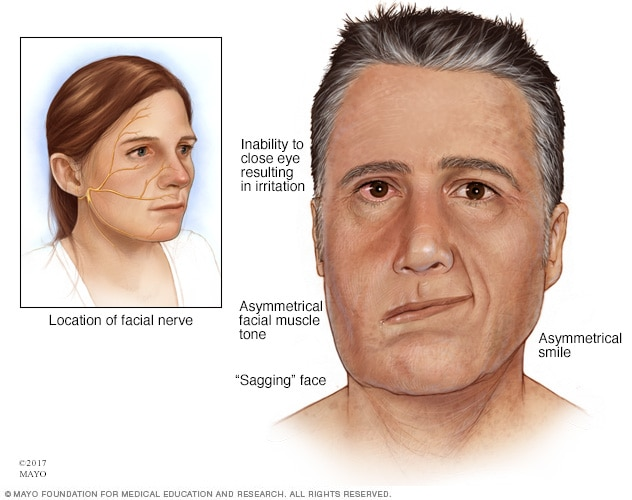 Inability to
close eye
resulting
in irritation
Location of facial nerve
Asymmetrical
facial muscle
tone
Asymmetrical
smile
“Sagging” face
©2017
MAYO
© MAYO FOUNDATION FOR MEDICAL EDUCATION AND RESEARCH. ALL RIGHTS RESERVED.